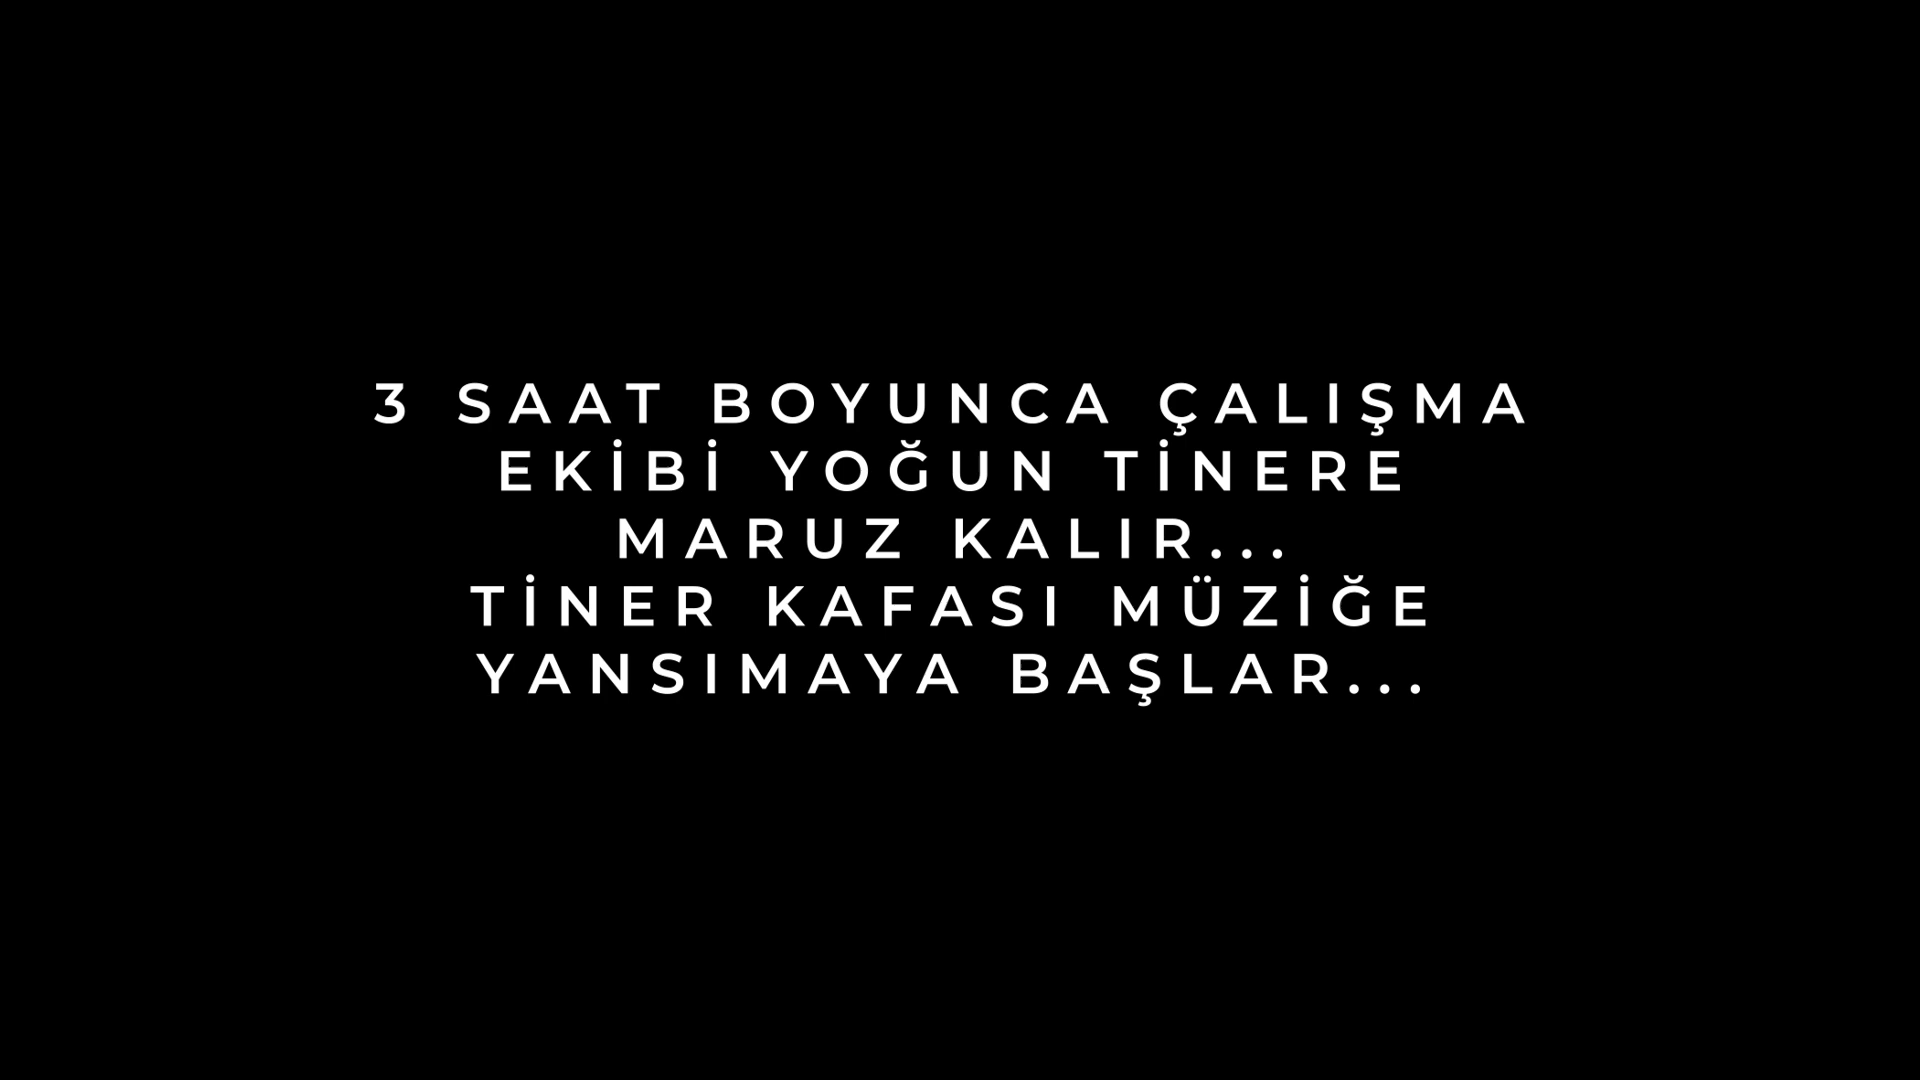 3 SAAT BOYUNCA ÇALIŞMA
EKİBİ YOĞUN TİNERE
MARUZ KALIR...
TİNER KAFASI MÜZİĞE
YANSIMAYA BAŞLAR...